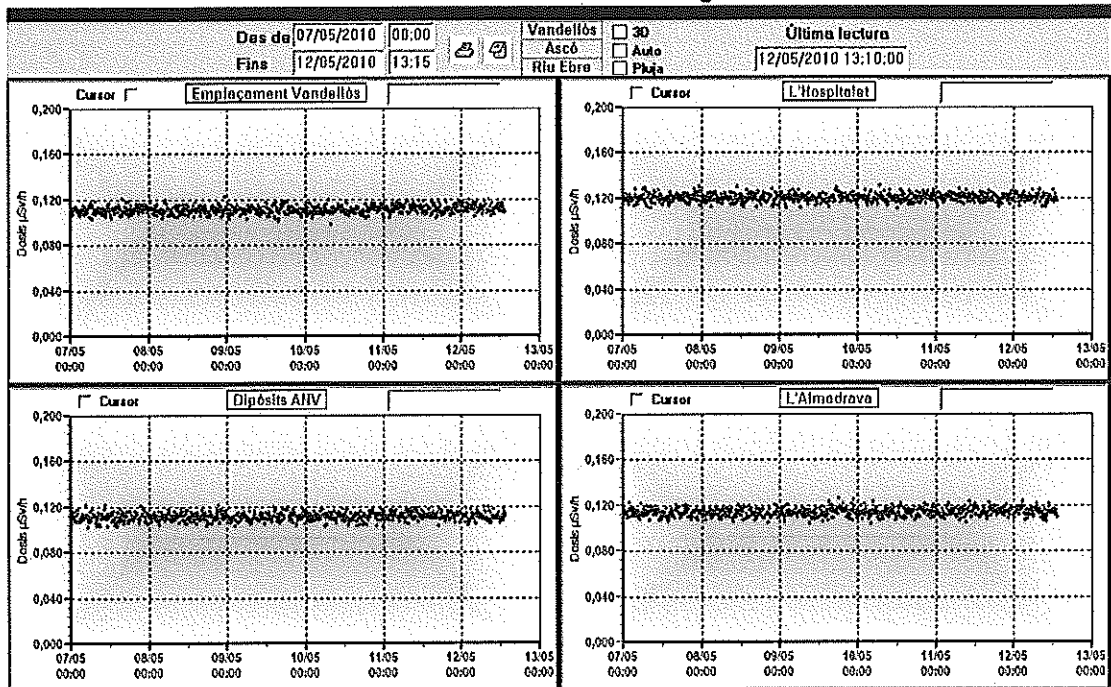 Des de 07/05/2010 00:00
Fins 12/05/2010 13:15
Vandellòs
Ascó
Riu Ebre
3D
Auto
Pluja
Última lectura
12/05/2010 13:10:00
Cursor Emplaçament Vandellòs
Dosis µSv/h
0,200
0,160
0,120
0,080
0,040
0,000
07/05 08/05 09/05 10/05 11/05 12/05 13/05
00:00 00:00 00:00 00:00 00:00 00:00 00:00
Cursor L'Hospitalet
Dosis µSv/h
0,200
0,160
0,120
0,080
0,040
0,000
07/05 08/05 09/05 10/05 11/05 12/05 13/05
00:00 00:00 00:00 00:00 00:00 00:00 00:00
Cursor Dipòsits ANV
Dosis µSv/h
0,200
0,160
0,120
0,080
0,040
0,000
07/05 08/05 09/05 10/05 11/05 12/05 13/05
00:00 00:00 00:00 00:00 00:00 00:00 00:00
Cursor L'Almadrava
Dosis µSv/h
0,200
0,160
0,120
0,080
0,040
0,000
07/05 08/05 09/05 10/05 11/05 12/05 13/05
00:00 00:00 00:00 00:00 00:00 00:00 00:00